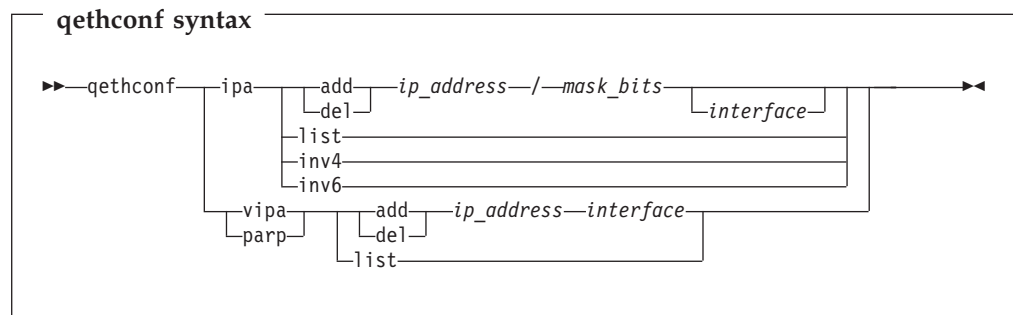 qethconf syntax
qethconf ipa add ip_address / mask_bits
del interface
list
inv4
inv6
vipa add ip_address interface
parp del
list